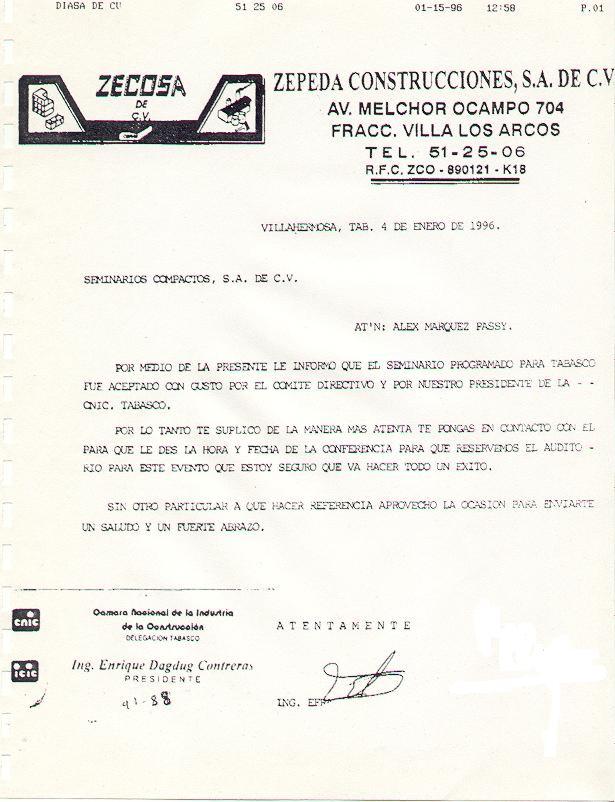 DIASA DE CU 51 25 06 01-15-96 12:58 P.01
ZECOSA
DE
C.V.
ZEPEDA CONSTRUCCIONES, S.A. DE C.V
AV. MELCHOR OCAMPO 704
FRACC. VILLA LOS ARCOS
TEL. 51-25-06
R.F.C. ZCO - 890121 - K18
VILLAHERMOSA, TAB. 4 DE ENERO DE 1996.
SEMINARIOS COMPACTOS, S.A. DE C.V.
AT'N: ALEX MARQUEZ PASSY.
POR MEDIO DE LA PRESENTE LE INFORMO QUE EL SEMINARIO PROGRAMADO PARA TABASCO
FUE ACEPTADO CON GUSTO POR EL COMITE DIRECTIVO Y POR NUESTRO PRESIDENTE DE LA - -
CNIC. TABASCO.
POR LO TANTO TE SUPLICO DE LA MANERA MAS ATENTA TE PONGAS EN CONTACTO CON EL
PARA QUE LE DES LA HORA Y FECHA DE LA CONFERENCIA PARA QUE RESERVEMOS EL AUDITO -
RIO PARA ESTE EVENTO QUE ESTOY SEGURO QUE VA HACER TODO UN EXITO.
SIN OTRO PARTICULAR A QUE HACER REFERENCIA APROVECHO LA OCASION PARA ENVIARTE
UN SALUDO Y UN FUERTE ABRAZO.
cnic
Camara Nacional de la Industria
de la Construcción
DELEGACION TABASCO
ATENTAMENTE
icic
Ing. Enrique Dagdug Contreras
PRESIDENTE
91-88
ING. EFR